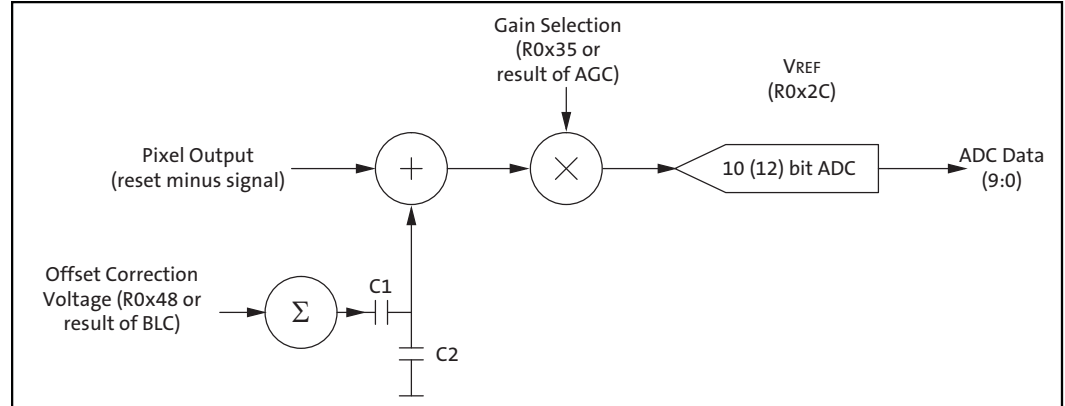 Gain Selection
(R0x35 or
result of AGC)
VREF
(R0x2C)
Pixel Output
(reset minus signal)
+
×
10 (12) bit ADC
ADC Data
(9:0)
Offset Correction
Voltage (R0x48 or
result of BLC)
Σ
C1
C2